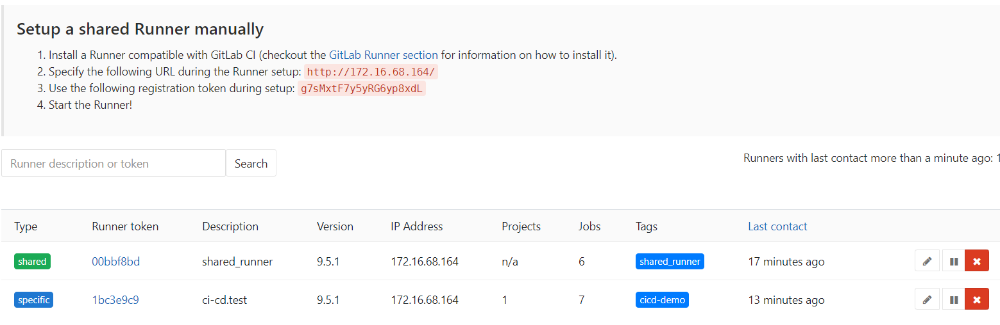 Setup a shared Runner manually
1. Install a Runner compatible with GitLab CI (checkout the GitLab Runner section for information on how to install it).
2. Specify the following URL during the Runner setup: http://172.16.68.164/
3. Use the following registration token during setup: g7sMxtF7y5yRG6yp8xdL
4. Start the Runner!
Runner description or token Search Runners with last contact more than a minute ago: 1
Type Runner token Description Version IP Address Projects Jobs Tags Last contact
shared 00bbf8bd shared_runner 9.5.1 172.16.68.164 n/a 6 shared_runner 17 minutes ago
specific 1bc3e9c9 ci-cd.test 9.5.1 172.16.68.164 1 7 cicd-demo 13 minutes ago